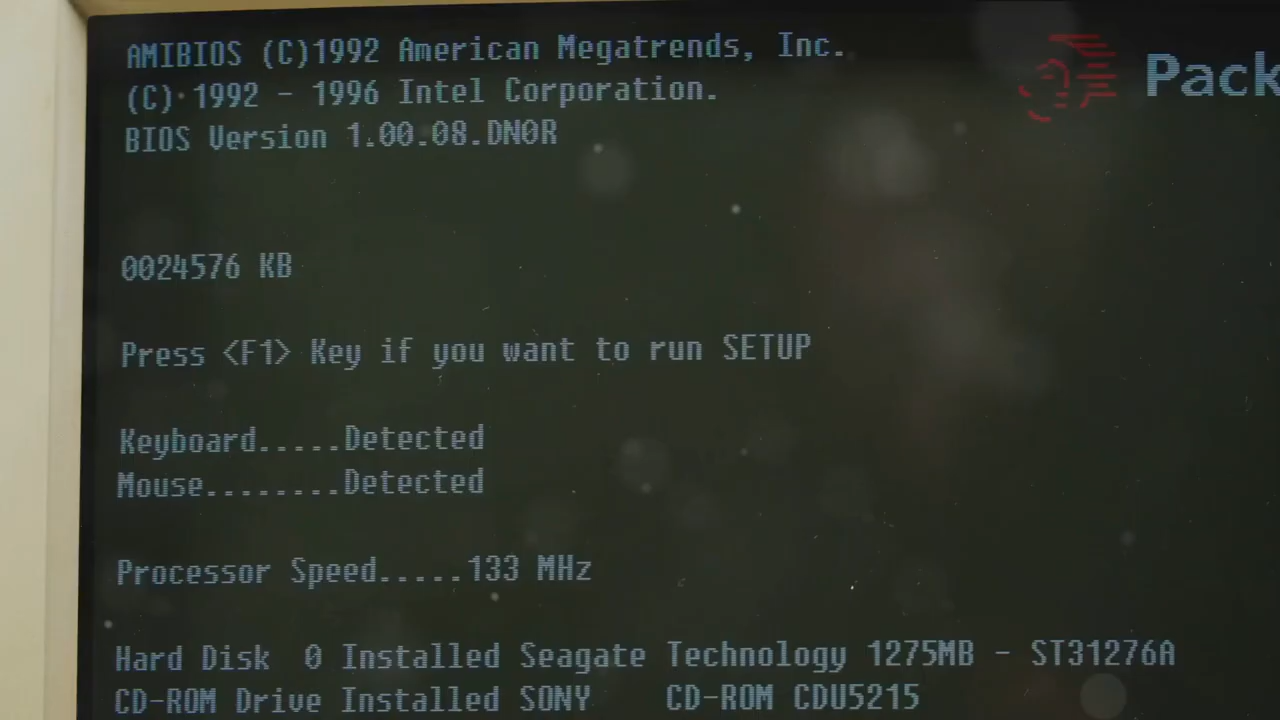 AMIBIOS (C)1992 American Megatrends, Inc.
(C) 1992 - 1996 Intel Corporation.
BIOS Version 1.00.08.DN0R
Pack
0024576 KB
Press <F1> Key if you want to run SETUP
Keyboard.....Detected
Mouse........Detected
Processor Speed.....133 MHz
Hard Disk 0 Installed Seagate Technology 1275MB - ST31276A
CD-ROM Drive Installed SONY CD-ROM CDU5215